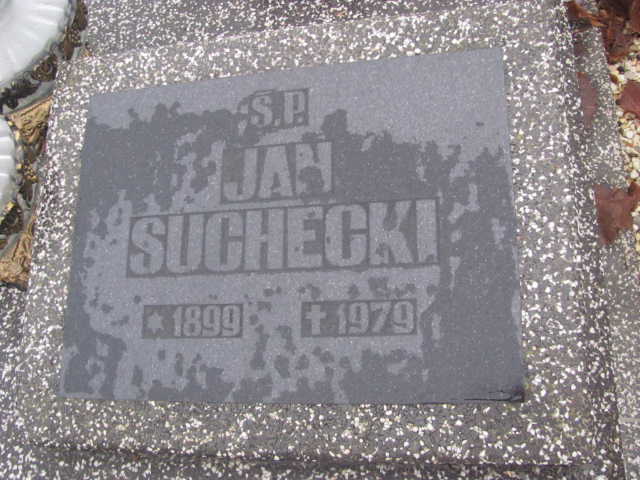 S.P.
JAN
SUCHECKI
* 1899 ✝ 1979